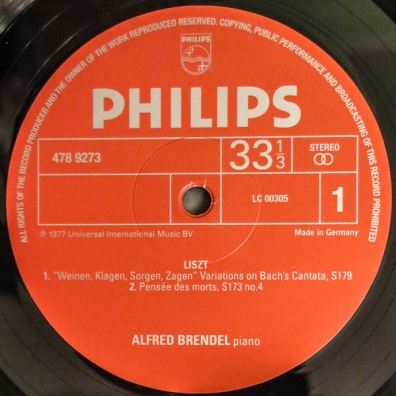 ALL RIGHTS OF THE RECORD PRODUCER AND THE OWNER OF THE WORK REPRODUCED RESERVED. COPYING, PUBLIC PERFORMANCE AND BROADCASTING OF THIS RECORD PROHIBITED
PHILIPS
PHILIPS
478 9273
33 1/3
STEREO
LC 00305
1
℗ 1977 Universal International Music BV
Made in Germany
LISZT
1. "Weinen, Klagen, Sorgen, Zagen" Variations on Bach's Cantata, S179
2. Pensée des morts, S173 no.4
ALFRED BRENDEL piano